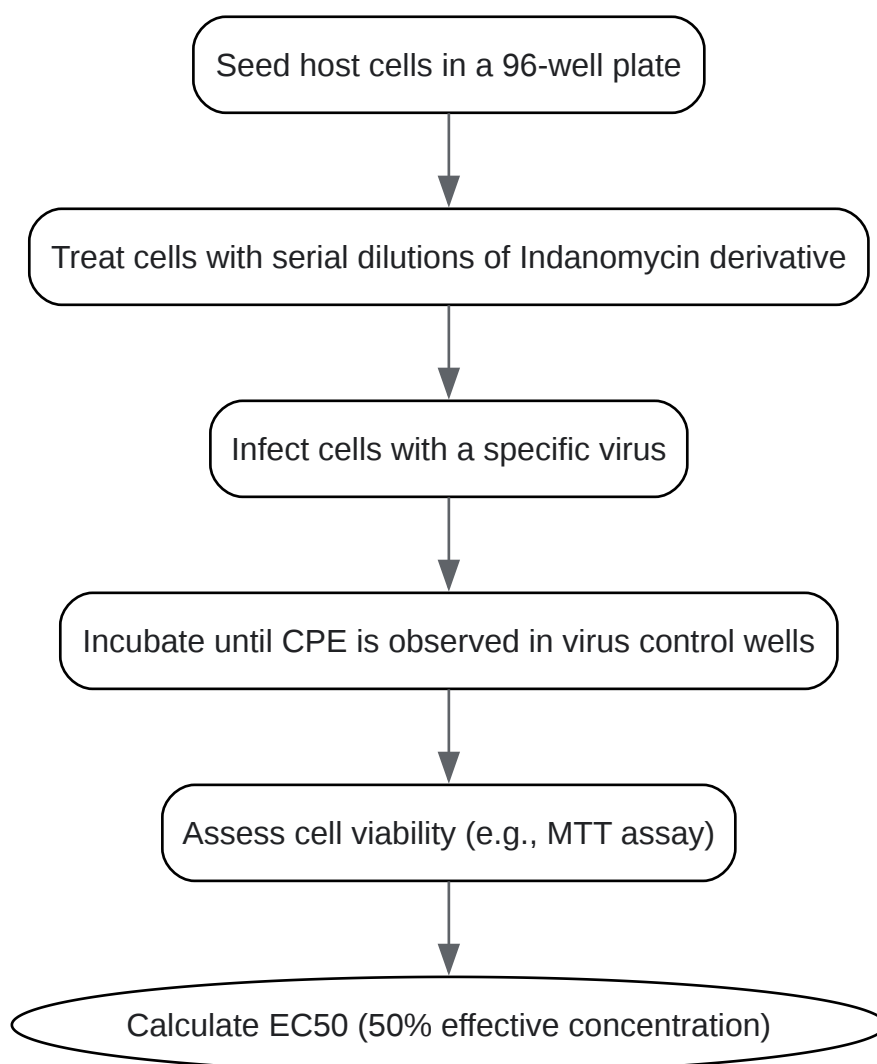 Seed host cells in a 96-well plate
Treat cells with serial dilutions of Indanomycin derivative
Infect cells with a specific virus
Incubate until CPE is observed in virus control wells
Assess cell viability (e.g., MTT assay)
Calculate EC50 (50% effective concentration)